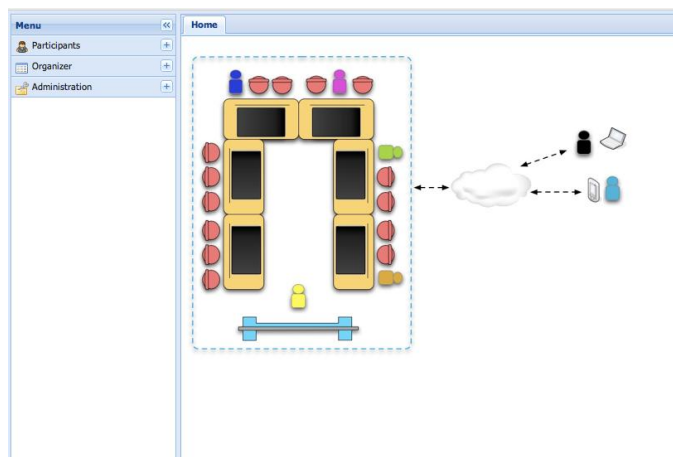 Menu
Participants
Organizer
Administration
Home